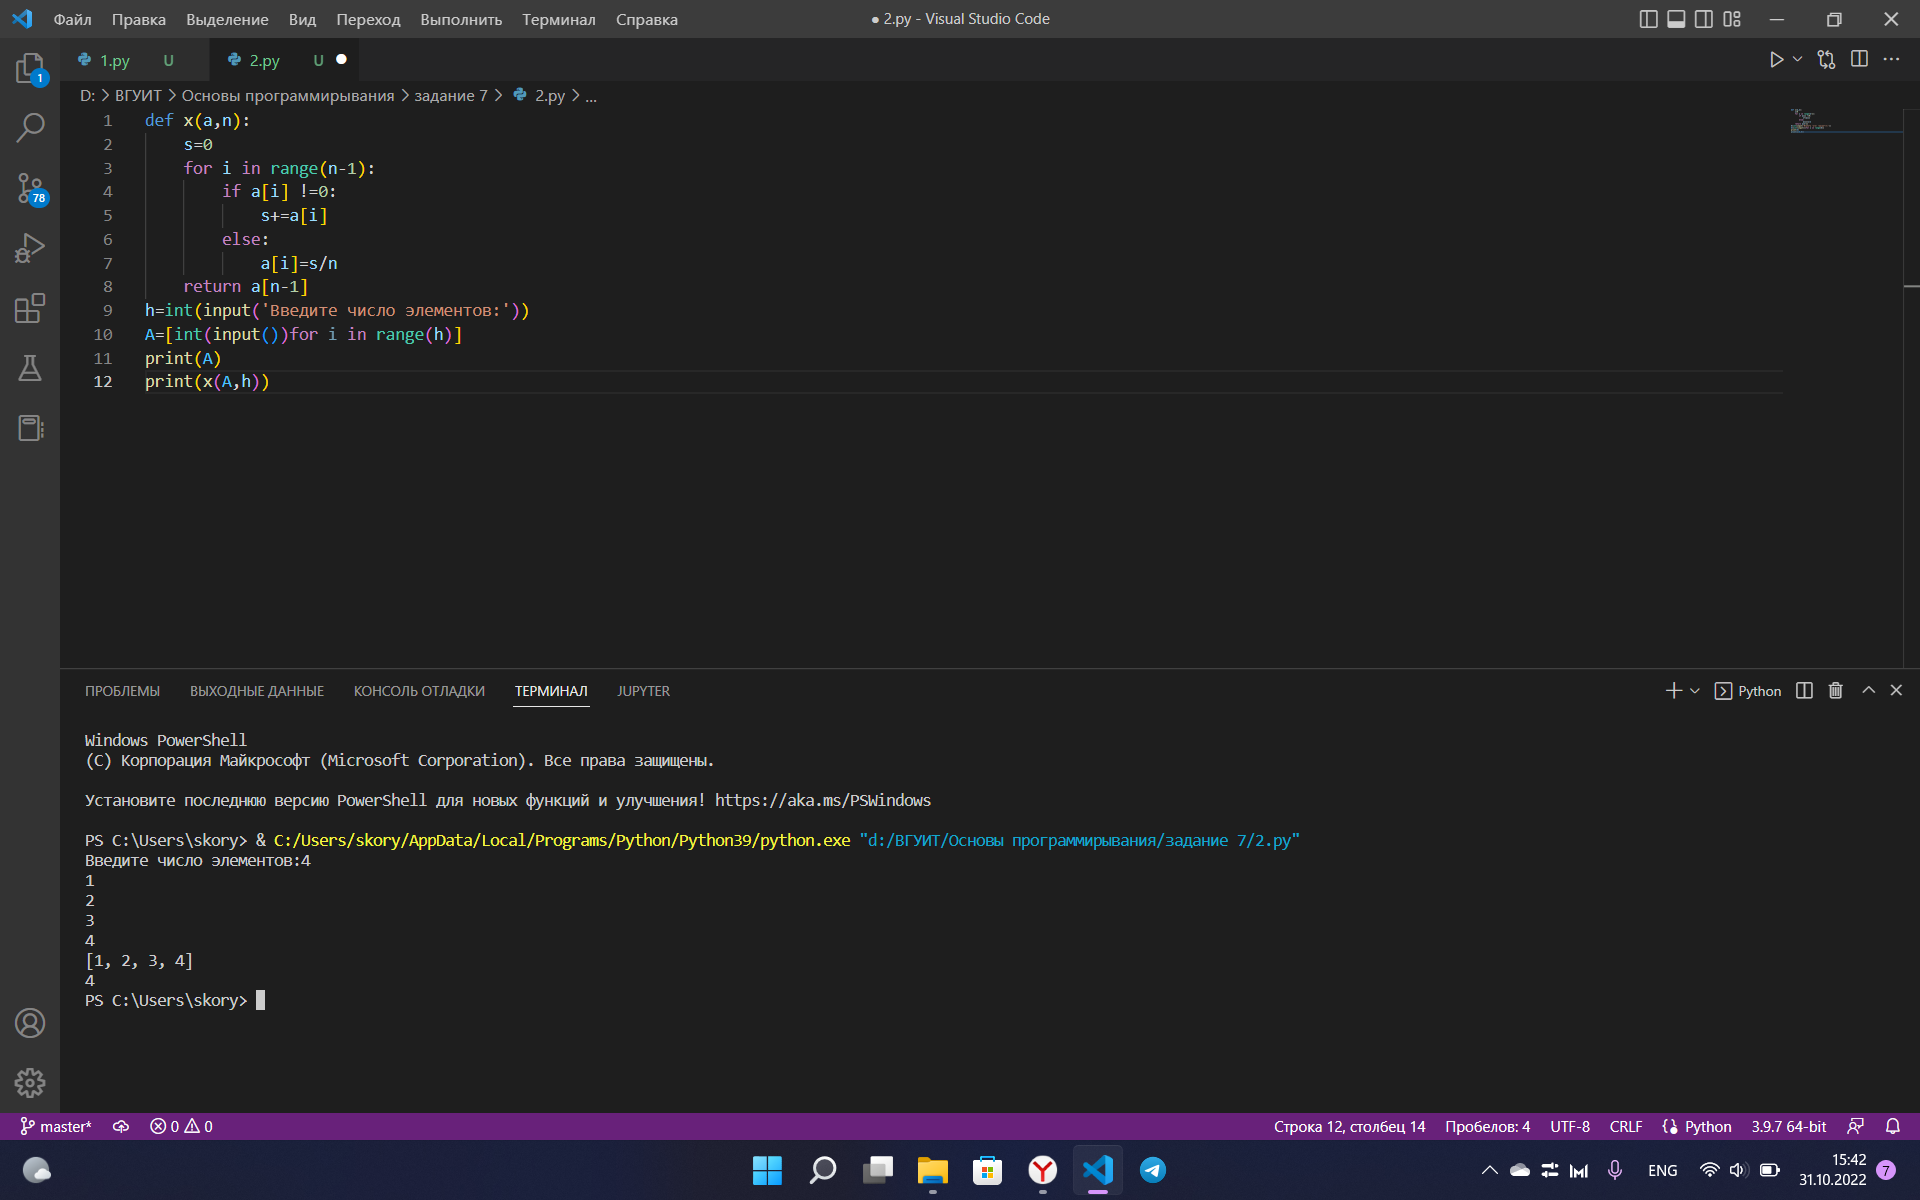 Файл Правка Выделение Вид Переход Выполнить Терминал Справка ● 2.py - Visual Studio Code
1.py U 2.py U
D: > ВГУИТ > Основы программирывания > задание 7 > 2.py > ...
1 def x(a,n):
2 s=0
3 for i in range(n-1):
4 if a[i] !=0:
5 s+=a[i]
6 else:
7 a[i]=s/n
8 return a[n-1]
9 h=int(input('Введите число элементов:'))
10 A=[int(input())for i in range(h)]
11 print(A)
12 print(x(A,h))
1
78
ПРОБЛЕМЫ ВЫХОДНЫЕ ДАННЫЕ КОНСОЛЬ ОТЛАДКИ ТЕРМИНАЛ JUPYTER Python
Windows PowerShell
(C) Корпорация Майкрософт (Microsoft Corporation). Все права защищены.
Установите последнюю версию PowerShell для новых функций и улучшения! https://aka.ms/PSWindows
PS C:\Users\skory> & C:/Users/skory/AppData/Local/Programs/Python/Python39/python.exe "d:/ВГУИТ/Основы программирывания/задание 7/2.py"
Введите число элементов:4
1
2
3
4
[1, 2, 3, 4]
4
PS C:\Users\skory>
master* 0 0 Строка 12, столбец 14 Пробелов: 4 UTF-8 CRLF Python 3.9.7 64-bit
ENG 15:42
31.10.2022 7